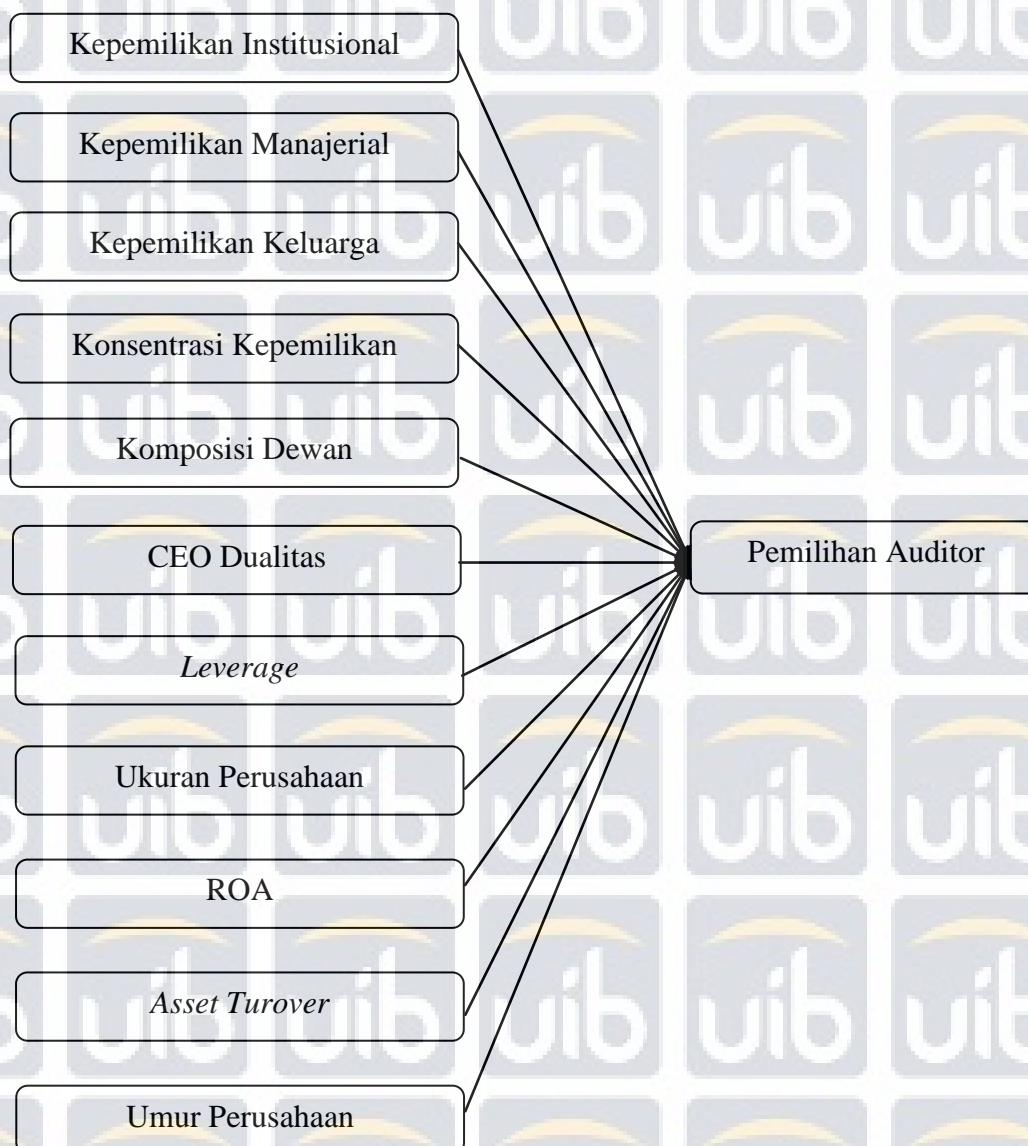 Kepemilikan Institusional
Kepemilikan Manajerial
Kepemilikan Keluarga
Konsentrasi Kepemilikan
Komposisi Dewan
CEO Dualitas
Pemilihan Auditor
Leverage
Ukuran Perusahaan
ROA
Asset Turover
Umur Perusahaan
uib